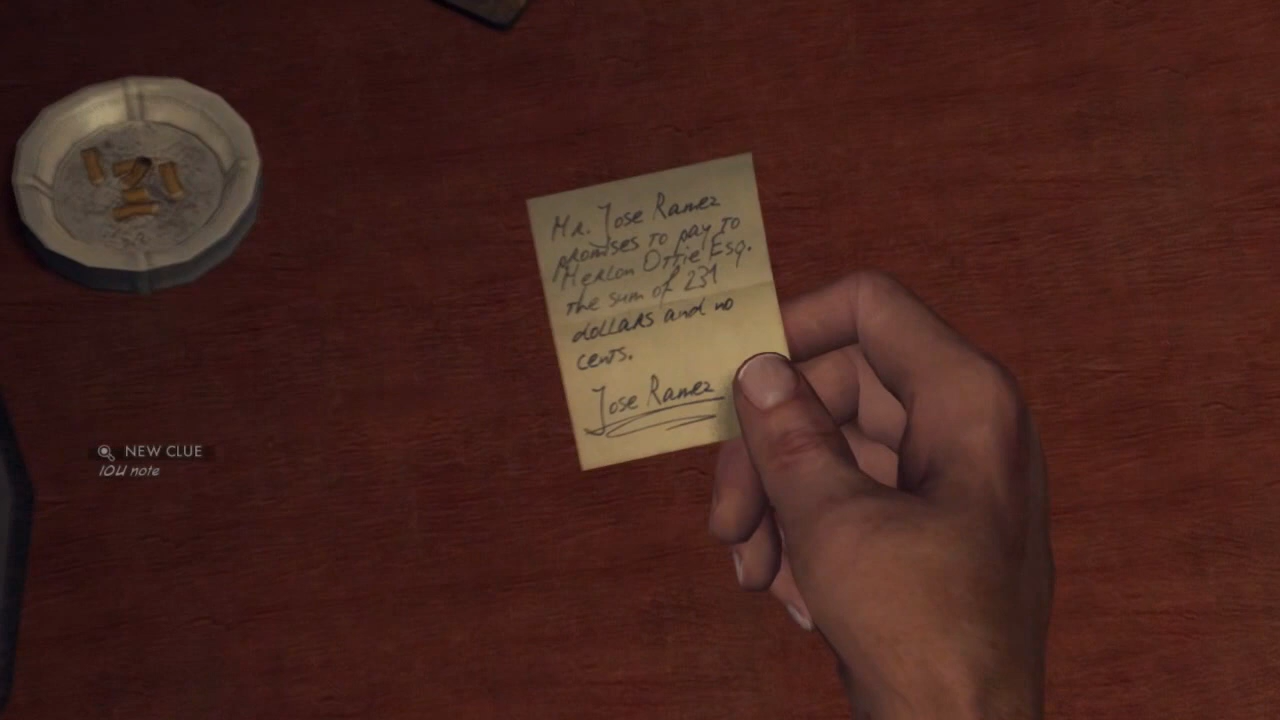 Mr. Jose Ramez
promises to pay to
Merlon Ottie Esq.
the sum of 231
dollars and no
cents.
Jose Ramez
NEW CLUE
IOU note